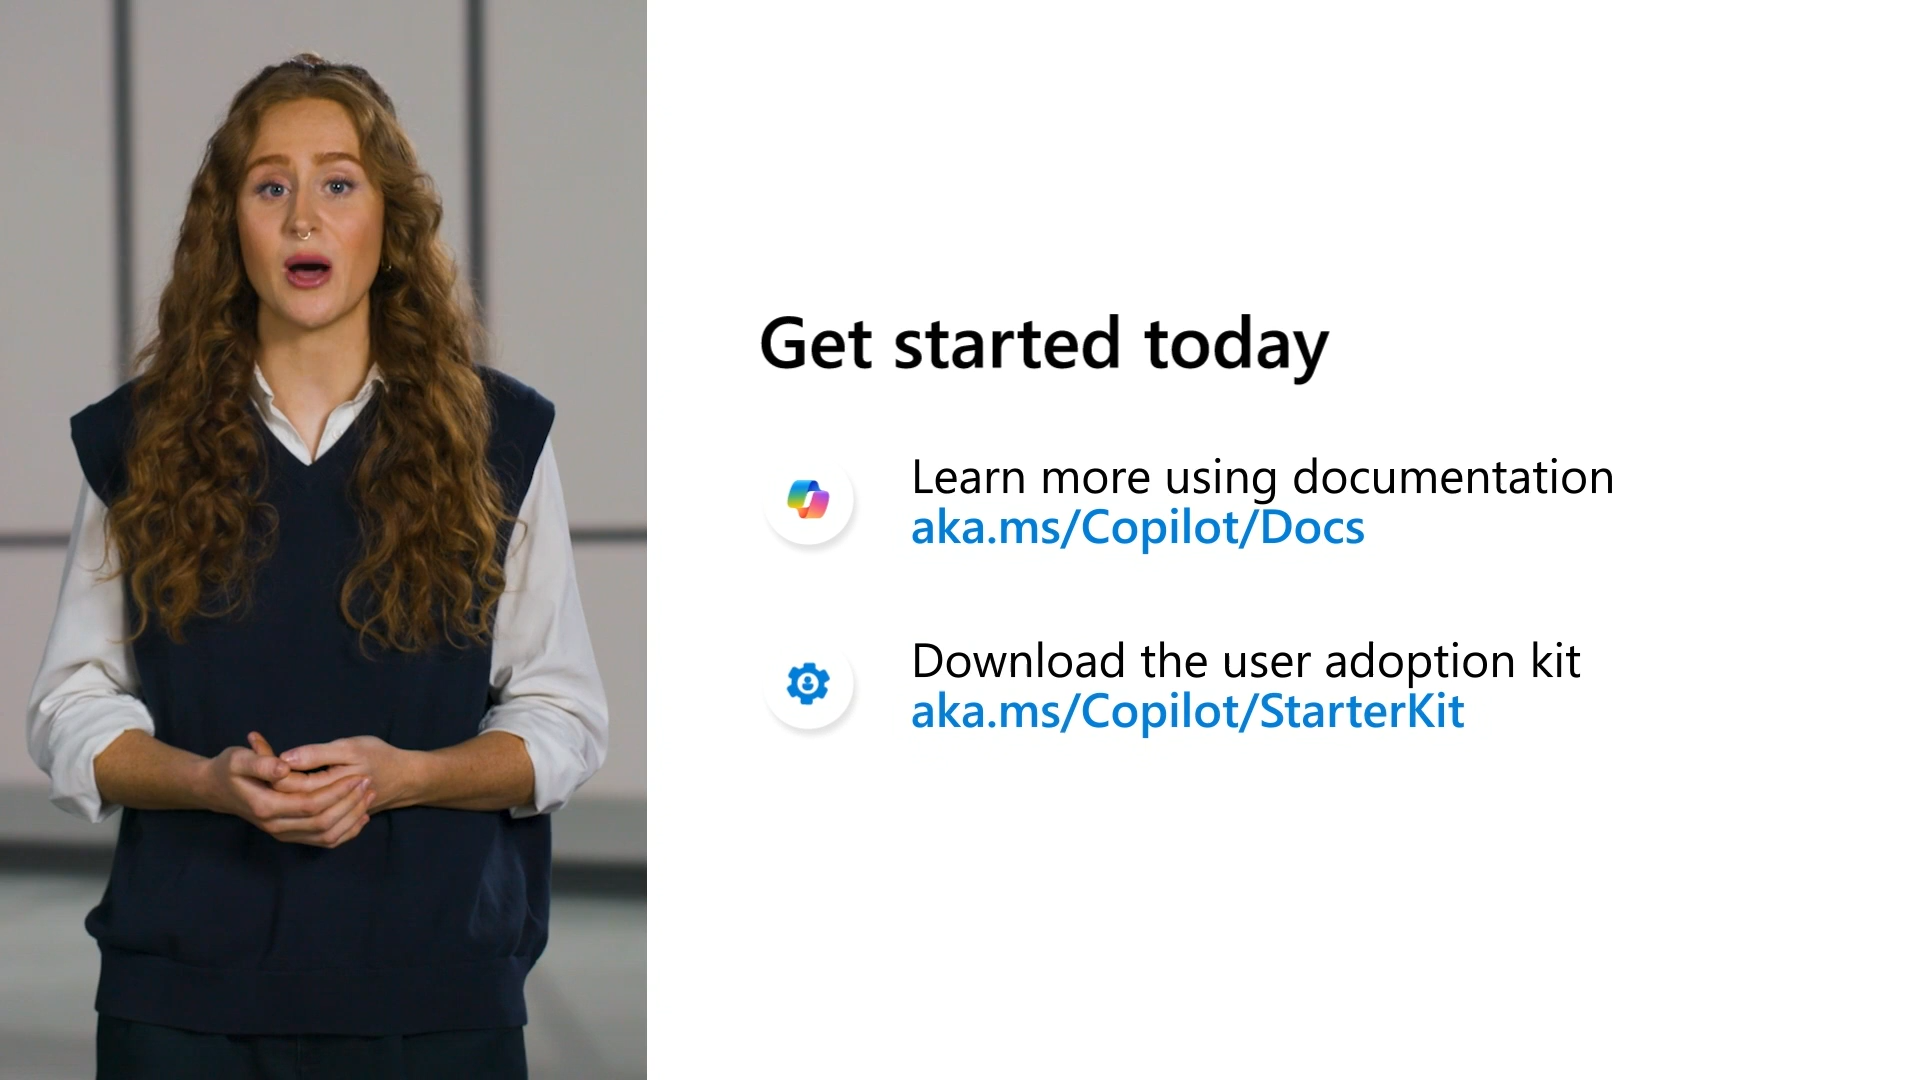 Get started today
Learn more using documentation
aka.ms/Copilot/Docs
Download the user adoption kit
aka.ms/Copilot/StarterKit